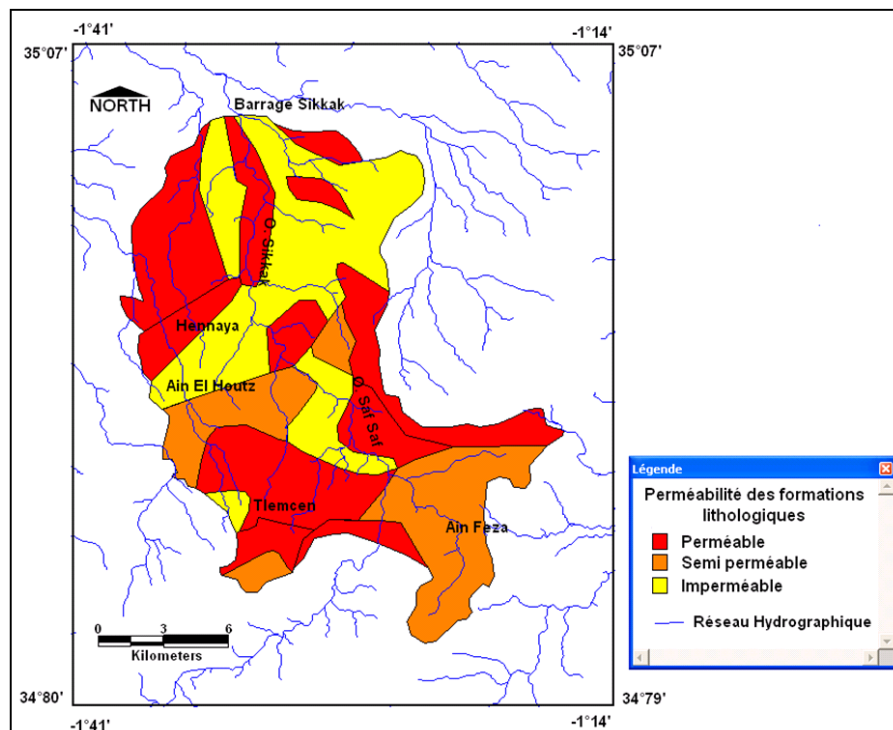 -1°41'
-1°14'
35°07'
35°07'
NORTH
Barrage Sikkak
O. Sikkak
Hennaya
Ain El Houtz
O. Saf Saf
Tlemcen
Ain Feza
0 3 6
Kilometers
34°80'
34°79'
-1°41'
-1°14'
Légende
Perméabilité des formations
lithologiques
Perméable
Semi perméable
Imperméable
Réseau Hydrographique